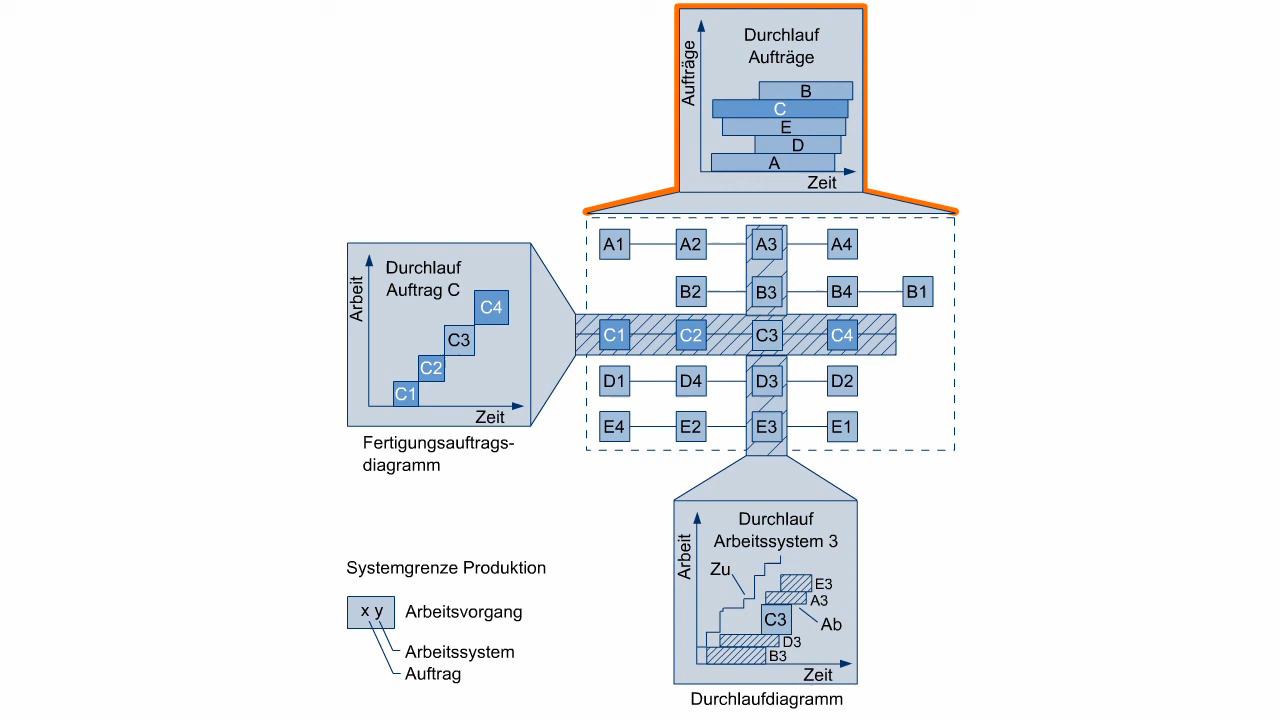 Durchlauf
Aufträge
Aufträge
B
C
E
D
A
Zeit
A1 A2 A3 A4
B2 B3 B4 B1
C1 C2 C3 C4
D1 D4 D3 D2
E4 E2 E3 E1
Durchlauf
Auftrag C
Arbeit
C4
C3
C2
C1
Zeit
Fertigungsauftrags-
diagramm
Durchlauf
Arbeitssystem 3
Arbeit
Zu
E3
A3
C3
Ab
D3
B3
Zeit
Durchlaufdiagramm
Systemgrenze Produktion
x y Arbeitsvorgang
Arbeitssystem
Auftrag